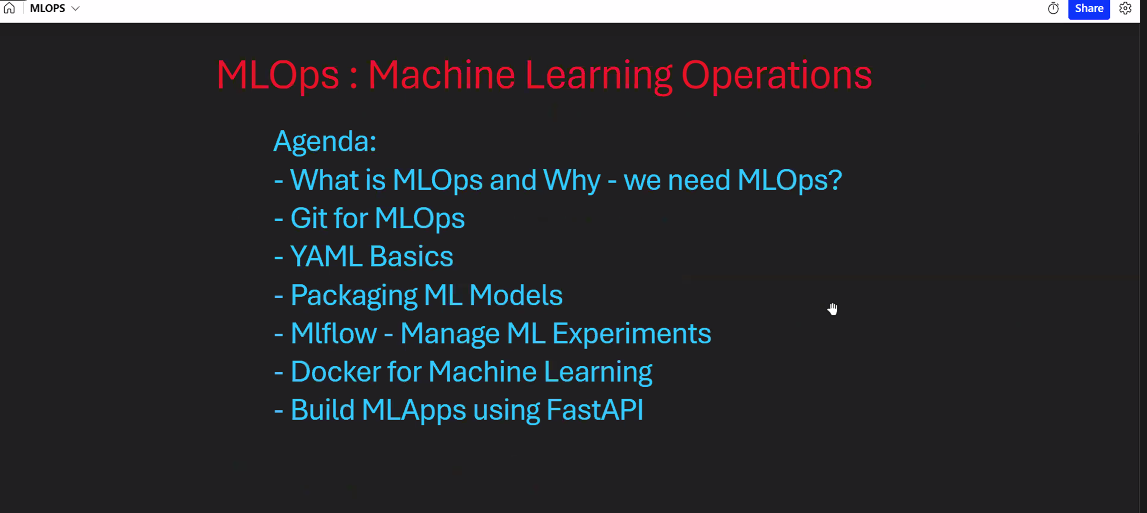 MLOPS
Share
MLOps : Machine Learning Operations
Agenda:
- What is MLOps and Why - we need MLOps?
- Git for MLOps
- YAML Basics
- Packaging ML Models
- Mlflow - Manage ML Experiments
- Docker for Machine Learning
- Build MLApps using FastAPI